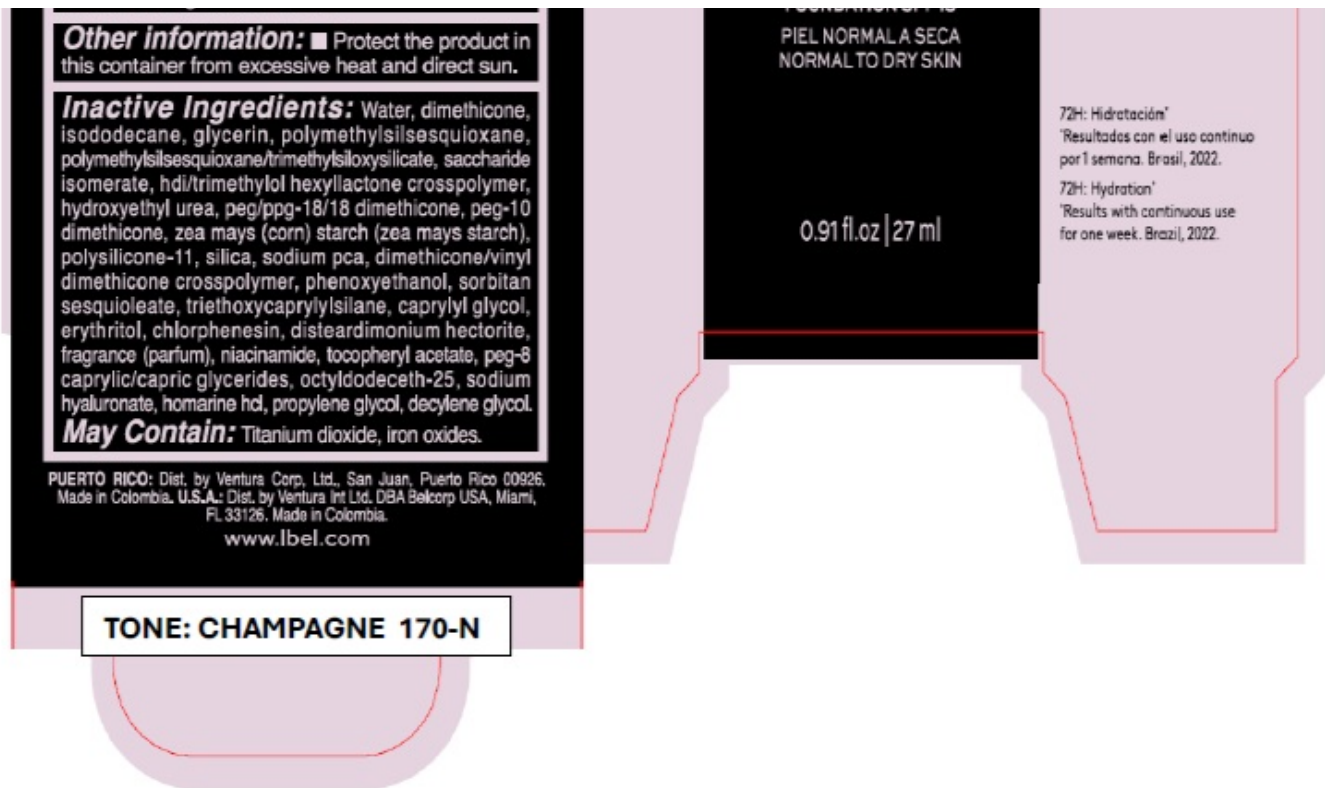 Other information: ■ Protect the product in
this container from excessive heat and direct sun.
Inactive Ingredients: Water, dimethicone,
isododecane, glycerin, polymethylsilsesquioxane,
polymethylsilsesquioxane/trimethylsiloxysilicate, saccharide
isomerate, hdi/trimethylol hexyllactone crosspolymer,
hydroxyethyl urea, peg/ppg-18/18 dimethicone, peg-10
dimethicone, zea mays (corn) starch (zea mays starch),
polysilicone-11, silica, sodium pca, dimethicone/vinyl
dimethicone crosspolymer, phenoxyethanol, sorbitan
sesquioleate, triethoxycaprylylsilane, caprylyl glycol,
erythritol, chlorphenesin, disteardimonium hectorite,
fragrance (parfum), niacinamide, tocopheryl acetate, peg-8
caprylic/capric glycerides, octyldodeceth-25, sodium
hyaluronate, homarine hcl, propylene glycol, decylene glycol.
May Contain: Titanium dioxide, iron oxides.
PUERTO RICO: Dist. by Ventura Corp, Ltd., San Juan, Puerto Rico 00926.
Made in Colombia. U.S.A.: Dist. by Ventura Int Ltd. DBA Belcorp USA, Miami,
FL 33126. Made in Colombia.
www.lbel.com
TONE: CHAMPAGNE 170-N
PIEL NORMAL A SECA
NORMAL TO DRY SKIN
0.91 fl.oz | 27 ml
72H: Hidratación*
*Resultados con el uso continuo
por 1 semana. Brasil, 2022.
72H: Hydration*
*Results with continuous use
for one week. Brazil, 2022.